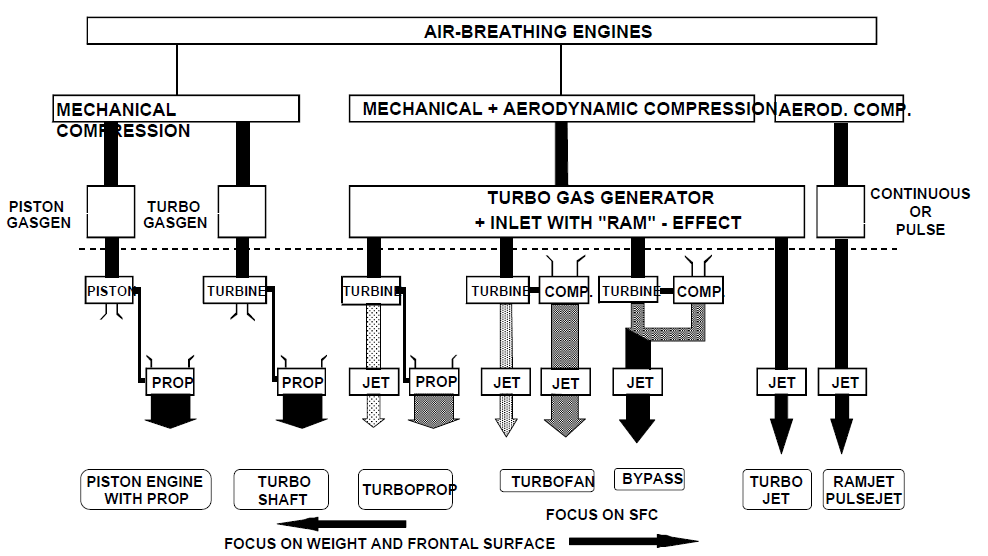 AIR-BREATHING ENGINES
MECHANICAL
COMPRESSION
MECHANICAL + AERODYNAMIC COMPRESSION
AEROD. COMP.
PISTON
GASGEN
TURBO
GASGEN
TURBO GAS GENERATOR
+ INLET WITH "RAM" - EFFECT
CONTINUOUS
OR
PULSE
PISTON
TURBINE
TURBINE
TURBINE
COMP.
TURBINE
COMP.
PROP
PROP
JET
PROP
JET
JET
JET
JET
JET
PISTON ENGINE
WITH PROP
TURBO
SHAFT
TURBOPROP
TURBOFAN
BYPASS
TURBO
JET
RAMJET
PULSEJET
FOCUS ON SFC
FOCUS ON WEIGHT AND FRONTAL SURFACE